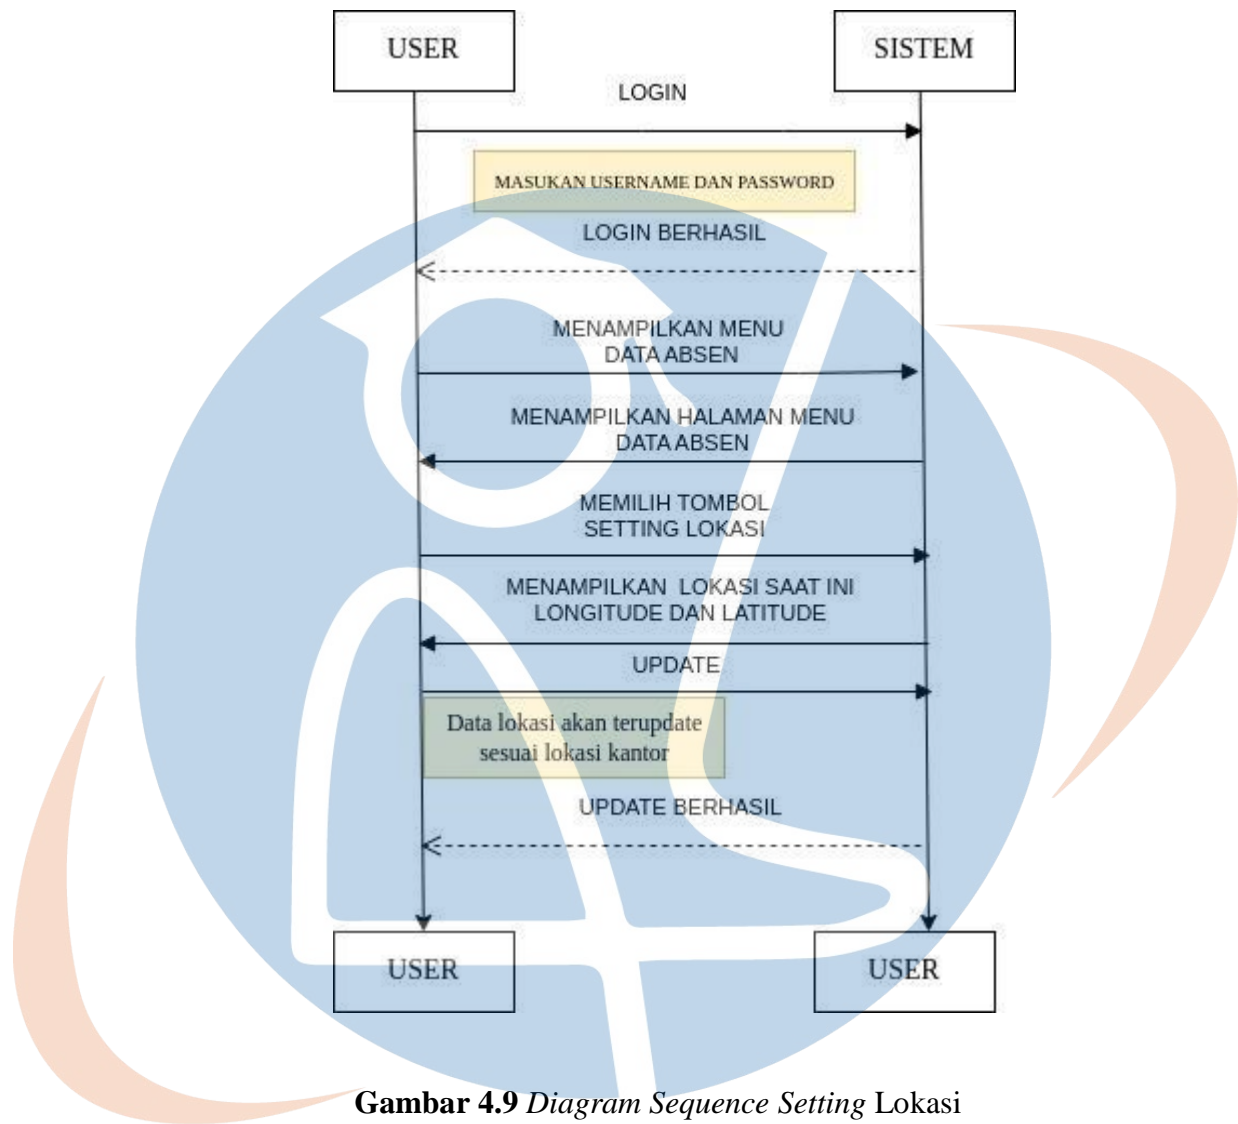 USER
SISTEM
LOGIN
MASUKAN USERNAME DAN PASSWORD
LOGIN BERHASIL
MENAMPILKAN MENU
DATA ABSEN
MENAMPILKAN HALAMAN MENU
DATA ABSEN
MEMILIH TOMBOL
SETTING LOKASI
MENAMPILKAN LOKASI SAAT INI
LONGITUDE DAN LATITUDE
UPDATE
Data lokasi akan terupdate
sesuai lokasi kantor
UPDATE BERHASIL
USER
USER
Gambar 4.9 Diagram Sequence Setting Lokasi